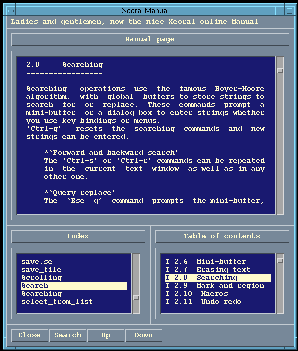 Xeoral Manual
Ladies and gentlemen, now the nice Xeoral online Manual
Manual page
2.8 Searching
------------------
Searching operations use the famous Boyer-Moore
algorithm, with global buffers to store strings to
search for or replace. These commands prompt a
mini-buffer or a dialog box to enter strings whether
you use key bindings or menus.
'Ctrl-g' resets the searching commands and new
strings can be entered.
^*Forward and backward search*
The 'Ctrl-s' or 'Ctrl-r' commands can be repeated
in the current text window as well as in any
other one.
^*Query replace*
The 'Esc q' command prompts the mini-buffer,
Index
Table of contents
save.se
save_file
Scrolling
Search
Searching
select_from_list
I 2.6 Mini-buffer
I 2.7 Erasing text
I 2.8 Searching
I 2.9 Mark and region
I 2.10 Macros
I 2.11 Undo redo
Close Search Up Down